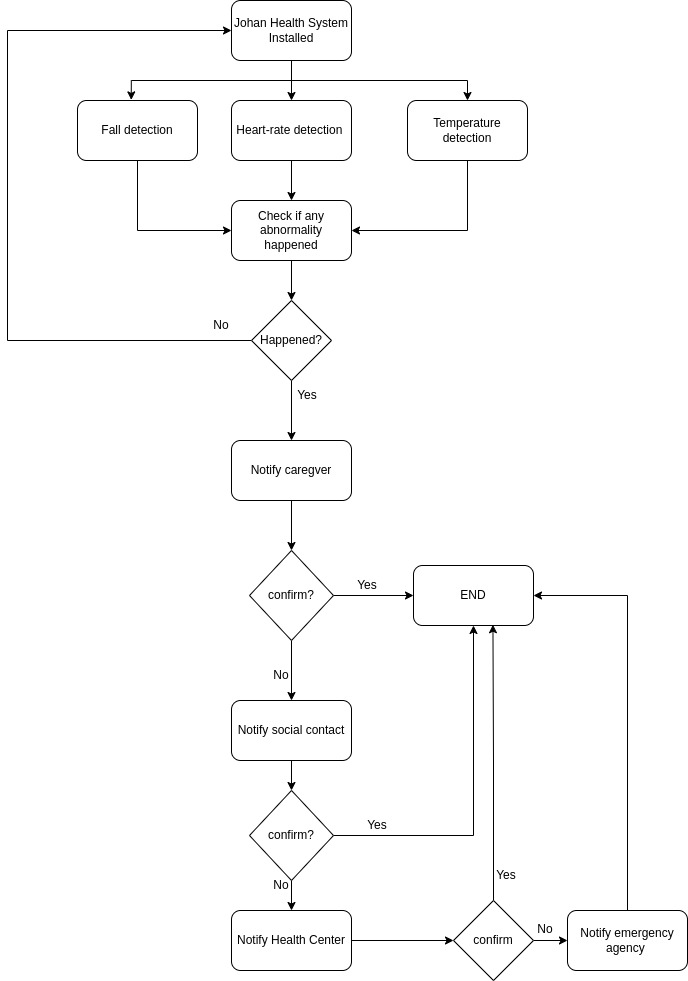 Johan Health System
Installed
Fall detection
Heart-rate detection
Temperature
detection
Check if any
abnormality
happened
No
Happened?
Yes
Notify caregver
confirm?
Yes
END
No
Notify social contact
confirm?
Yes
No
Yes
Notify Health Center
confirm
No
Notify emergency
agency